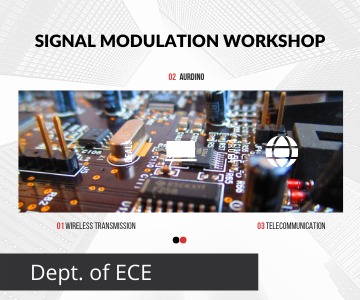 SIGNAL MODULATION WORKSHOP
02 AURDINO
01 WIRELESS TRANSMISSION
03 TELECOMMUNICATION
Dept. of ECE